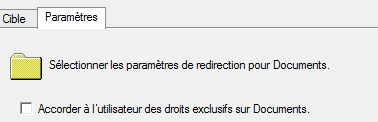 Cible Paramètres
Sélectionner les paramètres de redirection pour Documents.
Accorder à l'utilisateur des droits exclusifs sur Documents.